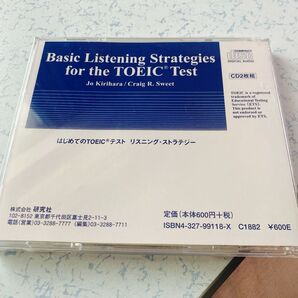 Basic Listening Strategies
for the TOEIC® Test
Jo Kirihara / Craig R. Sweet
COMPACT
disc
DIGITAL AUDIO
CD2枚組
TOEIC is a registered
trademark of
Educational Testing
Service (ETS).
This product is not
endorsed or
approved by ETS.
はじめてのTOEIC®テスト リスニング・ストラテジー
株式会社 研究社
102-8152 東京都千代田区富士見2-11-3
電話(営業)03-3288-7777 (編集)03-3288-7711
定価(本体600円+税)
ISBN4-327-99118-X C1882 ¥600E